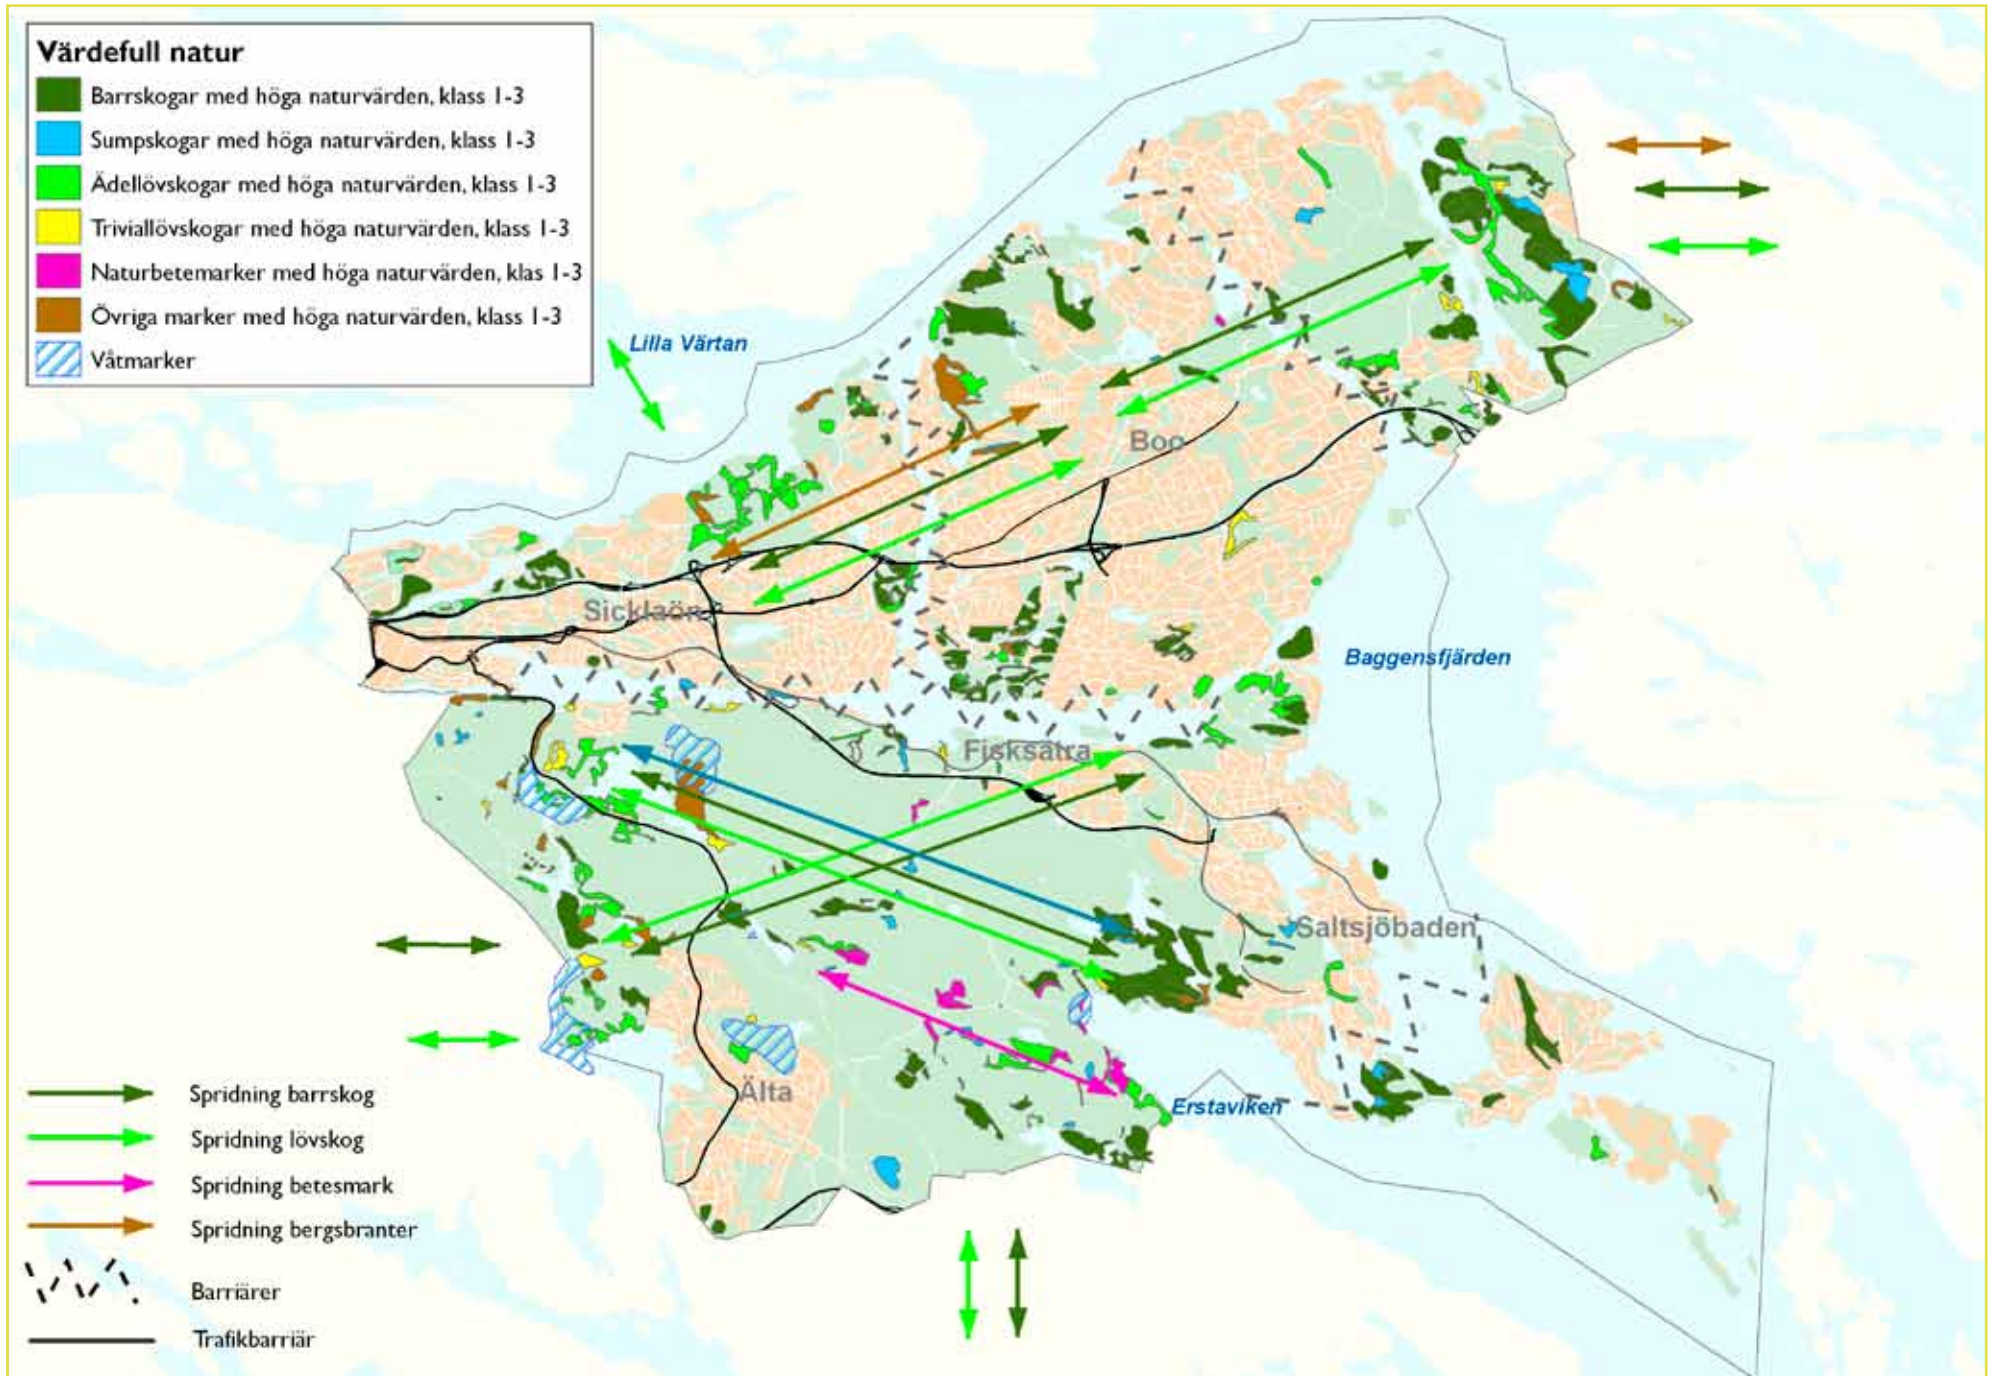 Värdefull natur
Barrskogar med höga naturvärden, klass 1-3
Sumpskogar med höga naturvärden, klass 1-3
Ädellövskogar med höga naturvärden, klass 1-3
Triviallövskogar med höga naturvärden, klass 1-3
Naturbetemarker med höga naturvärden, klas 1-3
Övriga marker med höga naturvärden, klass 1-3
Våtmarker
Lilla Värtan
Boo
Sicklaön
Baggensfjärden
Fisksätra
Saltsjöbaden
Älta
Erstaviken
Spridning barrskog
Spridning lövskog
Spridning betesmark
Spridning bergsbranter
Barriärer
Trafikbarriär